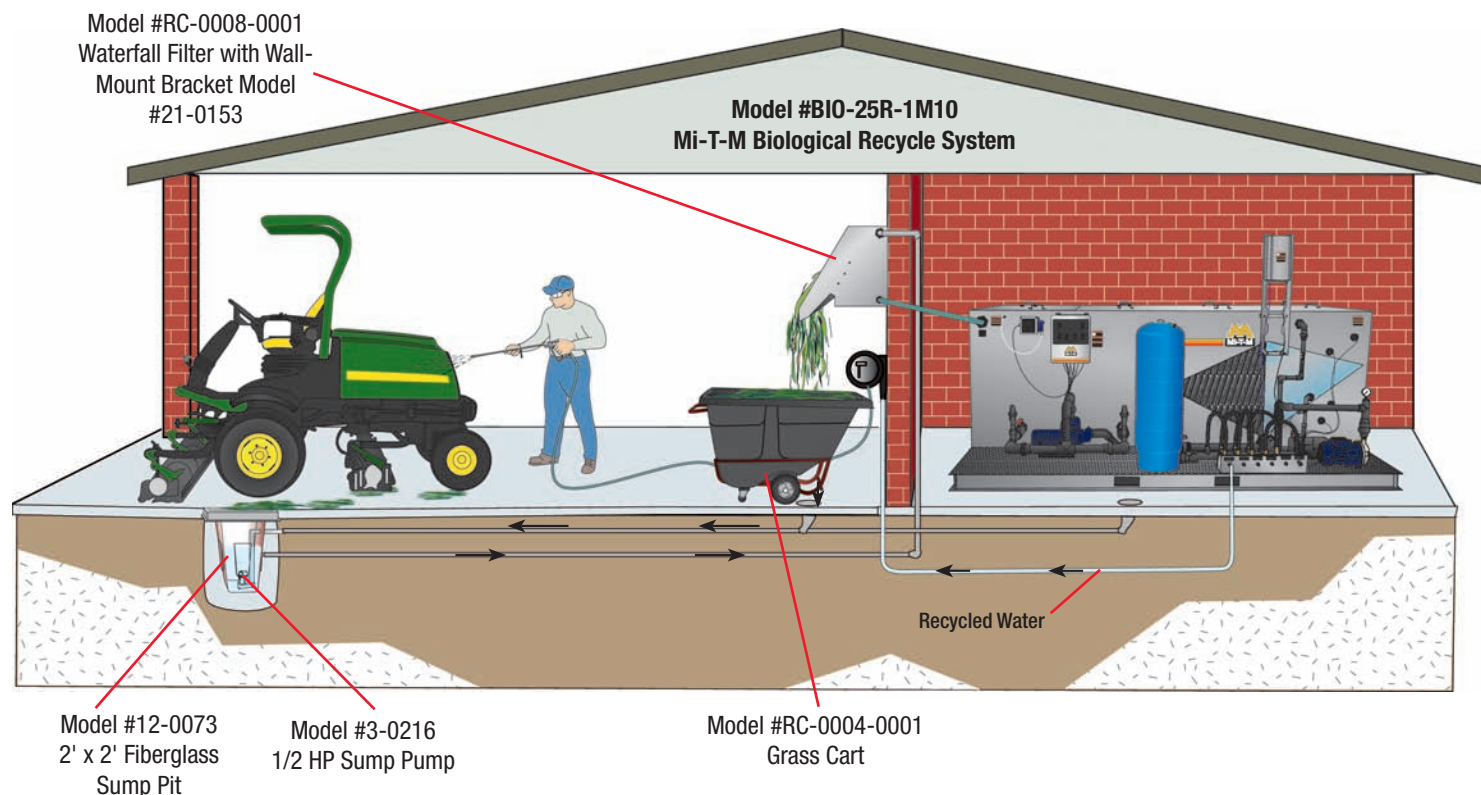 Model #RC-0008-0001
Waterfall Filter with Wall-
Mount Bracket Model
#21-0153
Model #BIO-25R-1M10
Mi-T-M Biological Recycle System
Mi-T-M
Recycled Water
Model #12-0073
2' x 2' Fiberglass
Sump Pit
Model #3-0216
1/2 HP Sump Pump
Model #RC-0004-0001
Grass Cart